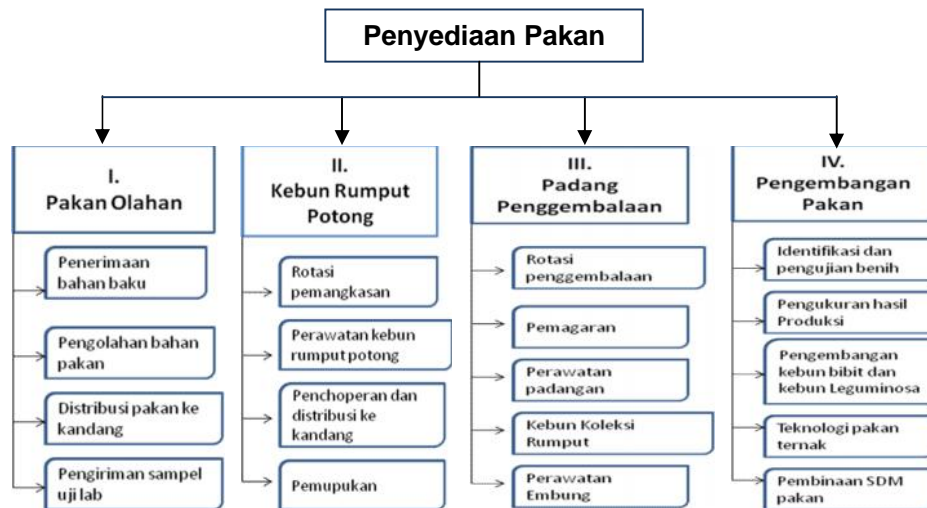 Penyediaan Pakan
I.
Pakan Olahan
Penerimaan
bahan baku
Pengolahan bahan
pakan
Distribusi pakan ke
kandang
Pengiriman sampel
uji lab
II.
Kebun Rumput
Potong
Rotasi
pemangkasan
Perawatan kebun
rumput potong
Penchoperan dan
distribusi ke
kandang
Pemupukan
III.
Padang
Penggembalaan
Rotasi
penggembalaan
Pemagaran
Perawatan
padangan
Kebun Koleksi
Rumput
Perawatan
Embung
IV.
Pengembangan
Pakan
Identifikasi dan
pengujian benih
Pengukuran hasil
Produksi
Pengembangan
kebun bibit dan
kebun Leguminosa
Teknologi pakan
ternak
Pembinaan SDM
pakan